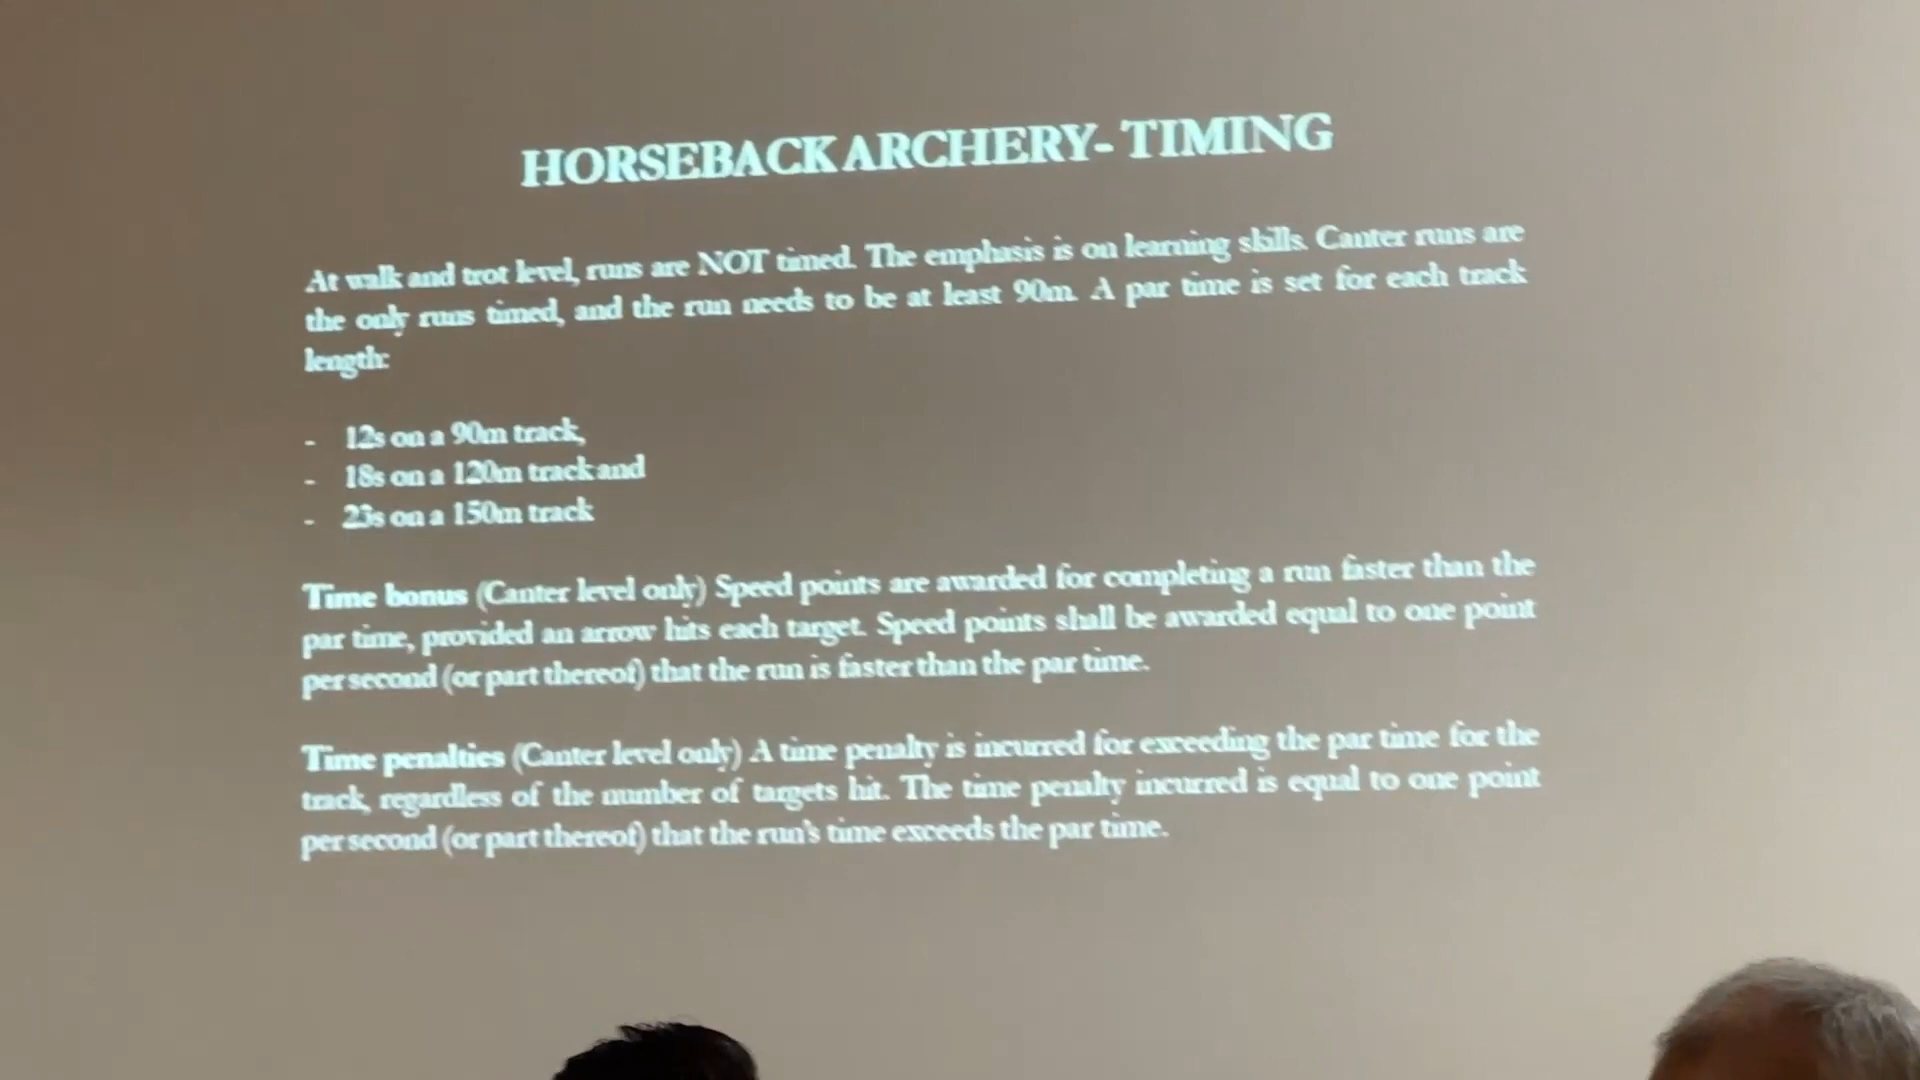 HORSEBACK ARCHERY- TIMING
At walk and trot level, runs are NOT timed. The emphasis is on learning skills. Canter runs are
the only runs timed, and the run needs to be at least 90m. A par time is set for each track
length:
- 12s on a 90m track,
- 18s on a 120m track and
- 23s on a 150m track
Time bonus (Canter level only) Speed points are awarded for completing a run faster than the
par time, provided an arrow hits each target. Speed points shall be awarded equal to one point
per second (or part thereof) that the run is faster than the par time.
Time penalties (Canter level only) A time penalty is incurred for exceeding the par time for the
track, regardless of the number of targets hit. The time penalty incurred is equal to one point
per second (or part thereof) that the run's time exceeds the par time.